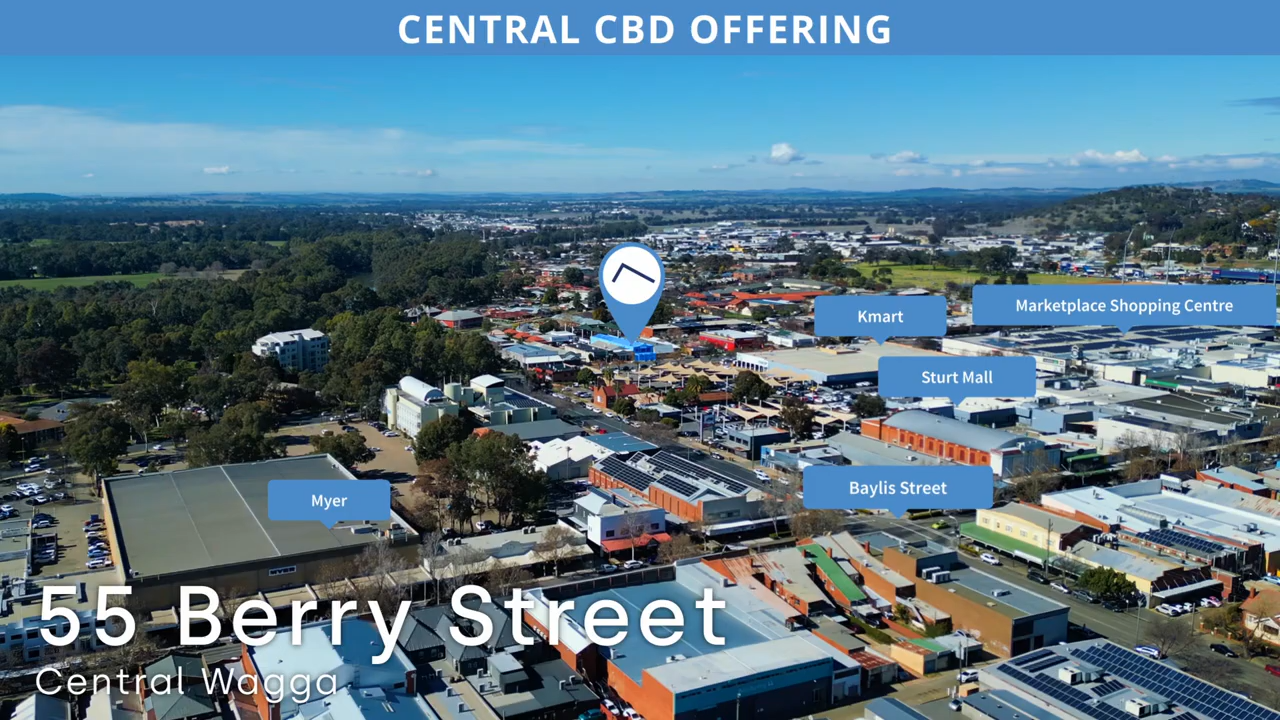 CENTRAL CBD OFFERING
Marketplace Shopping Centre
Kmart
Sturt Mall
Baylis Street
Myer
55 Berry Street
Central Wagga